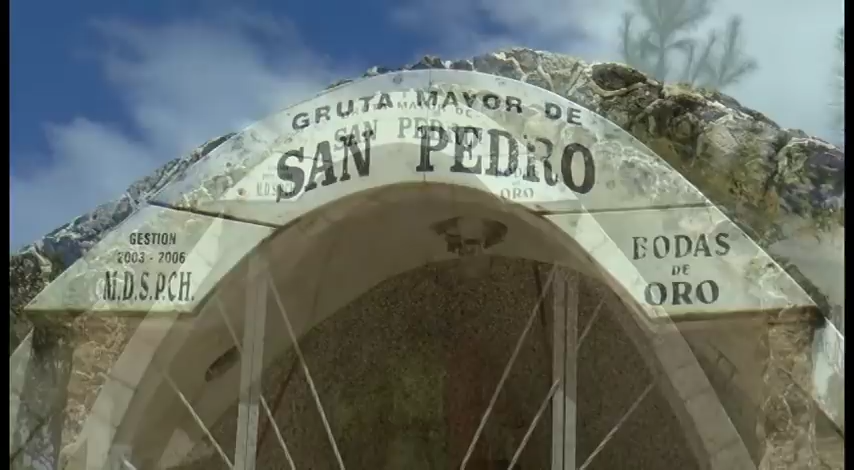 GRUTA MAYOR DE
SAN PEDRO
GESTION
2003 - 2006
M.D.S.P.CH.
BODAS
DE
ORO